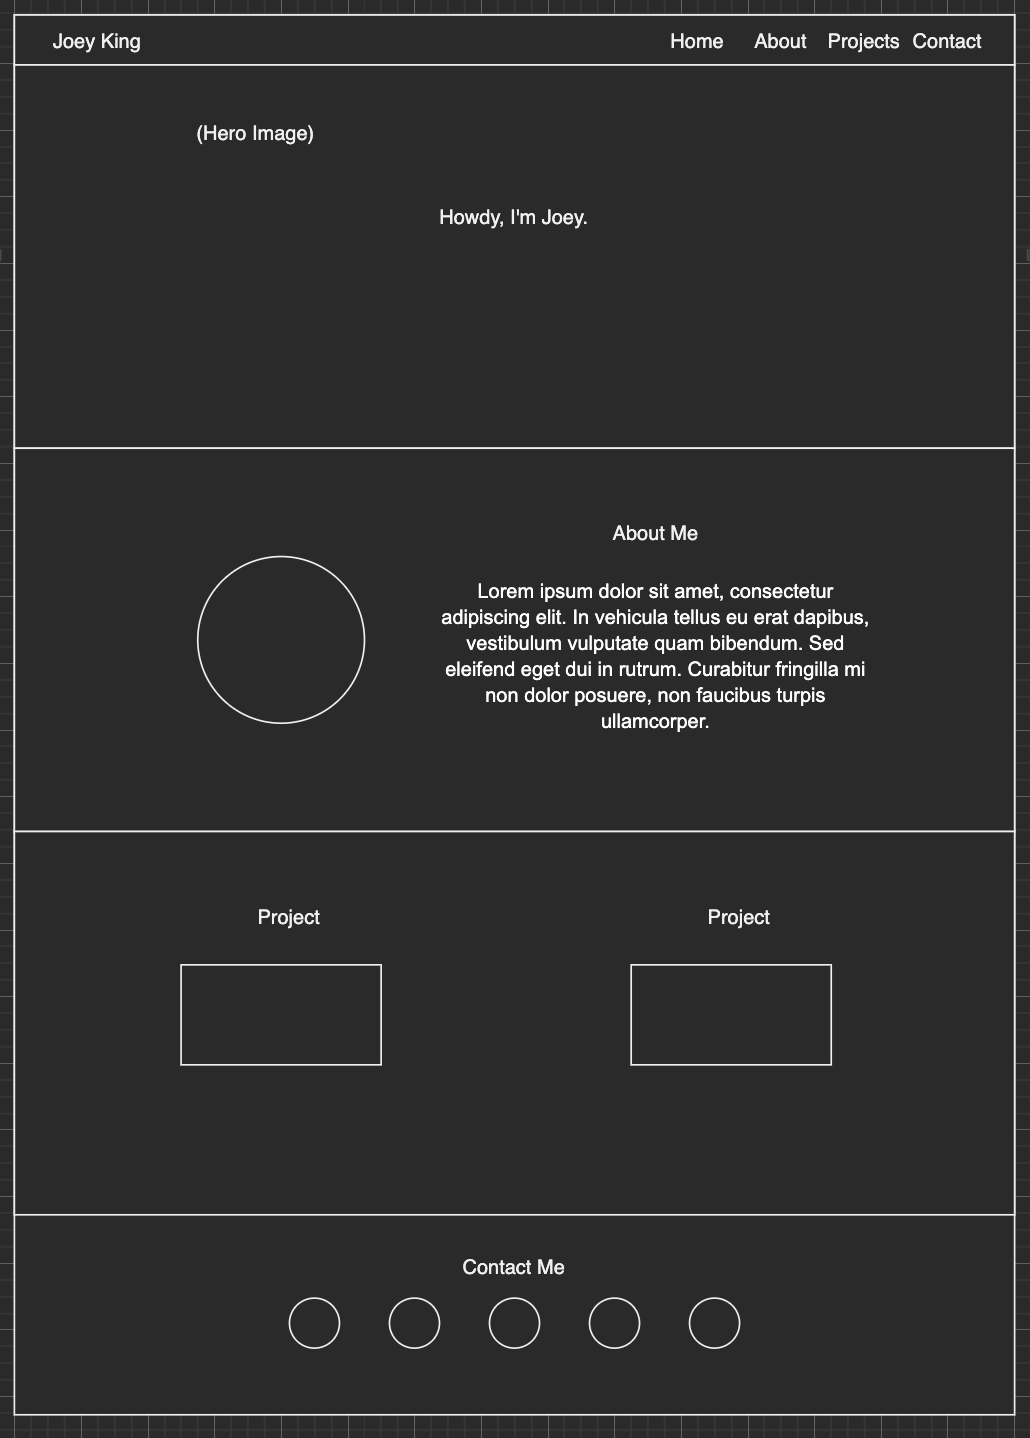 Joey King Home About Projects Contact
(Hero Image)
Howdy, I'm Joey.
About Me
Lorem ipsum dolor sit amet, consectetur
adipiscing elit. In vehicula tellus eu erat dapibus,
vestibulum vulputate quam bibendum. Sed
eleifend eget dui in rutrum. Curabitur fringilla mi
non dolor posuere, non faucibus turpis
ullamcorper.
Project Project
Contact Me